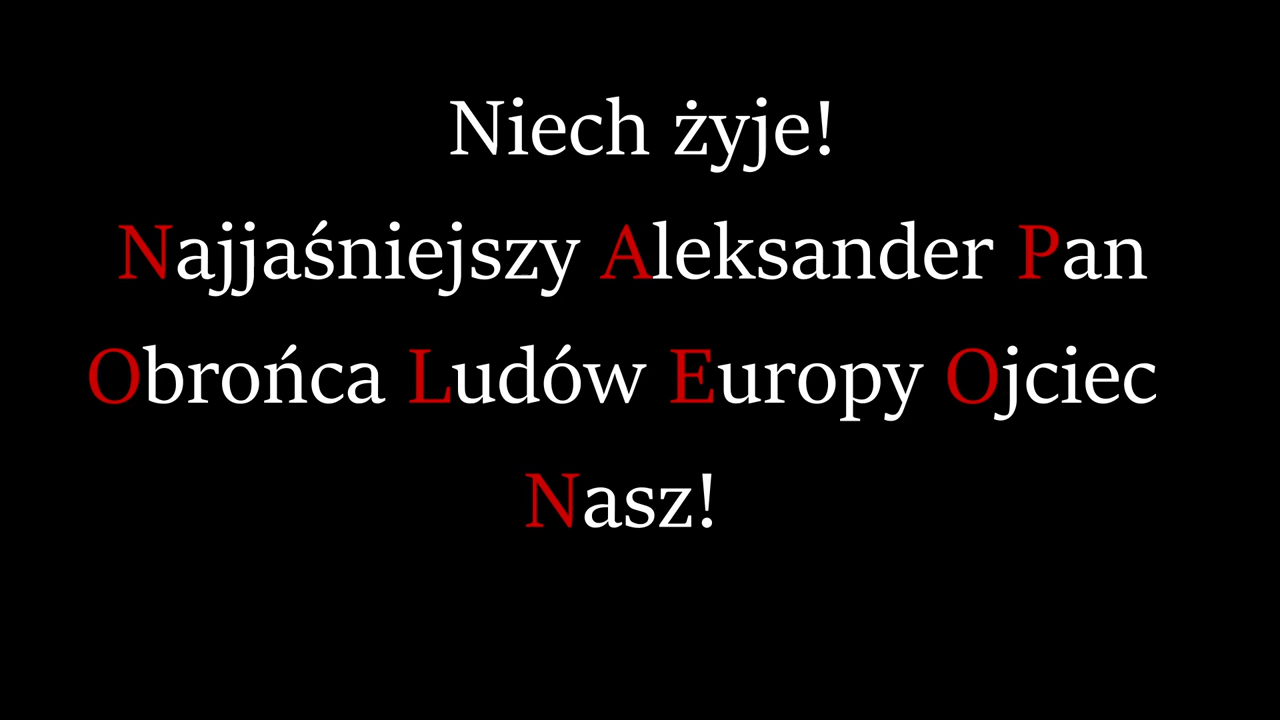 Niech żyje!
Najjaśniejszy Aleksander Pan
Obrońca Ludów Europy Ojciec
Nasz!